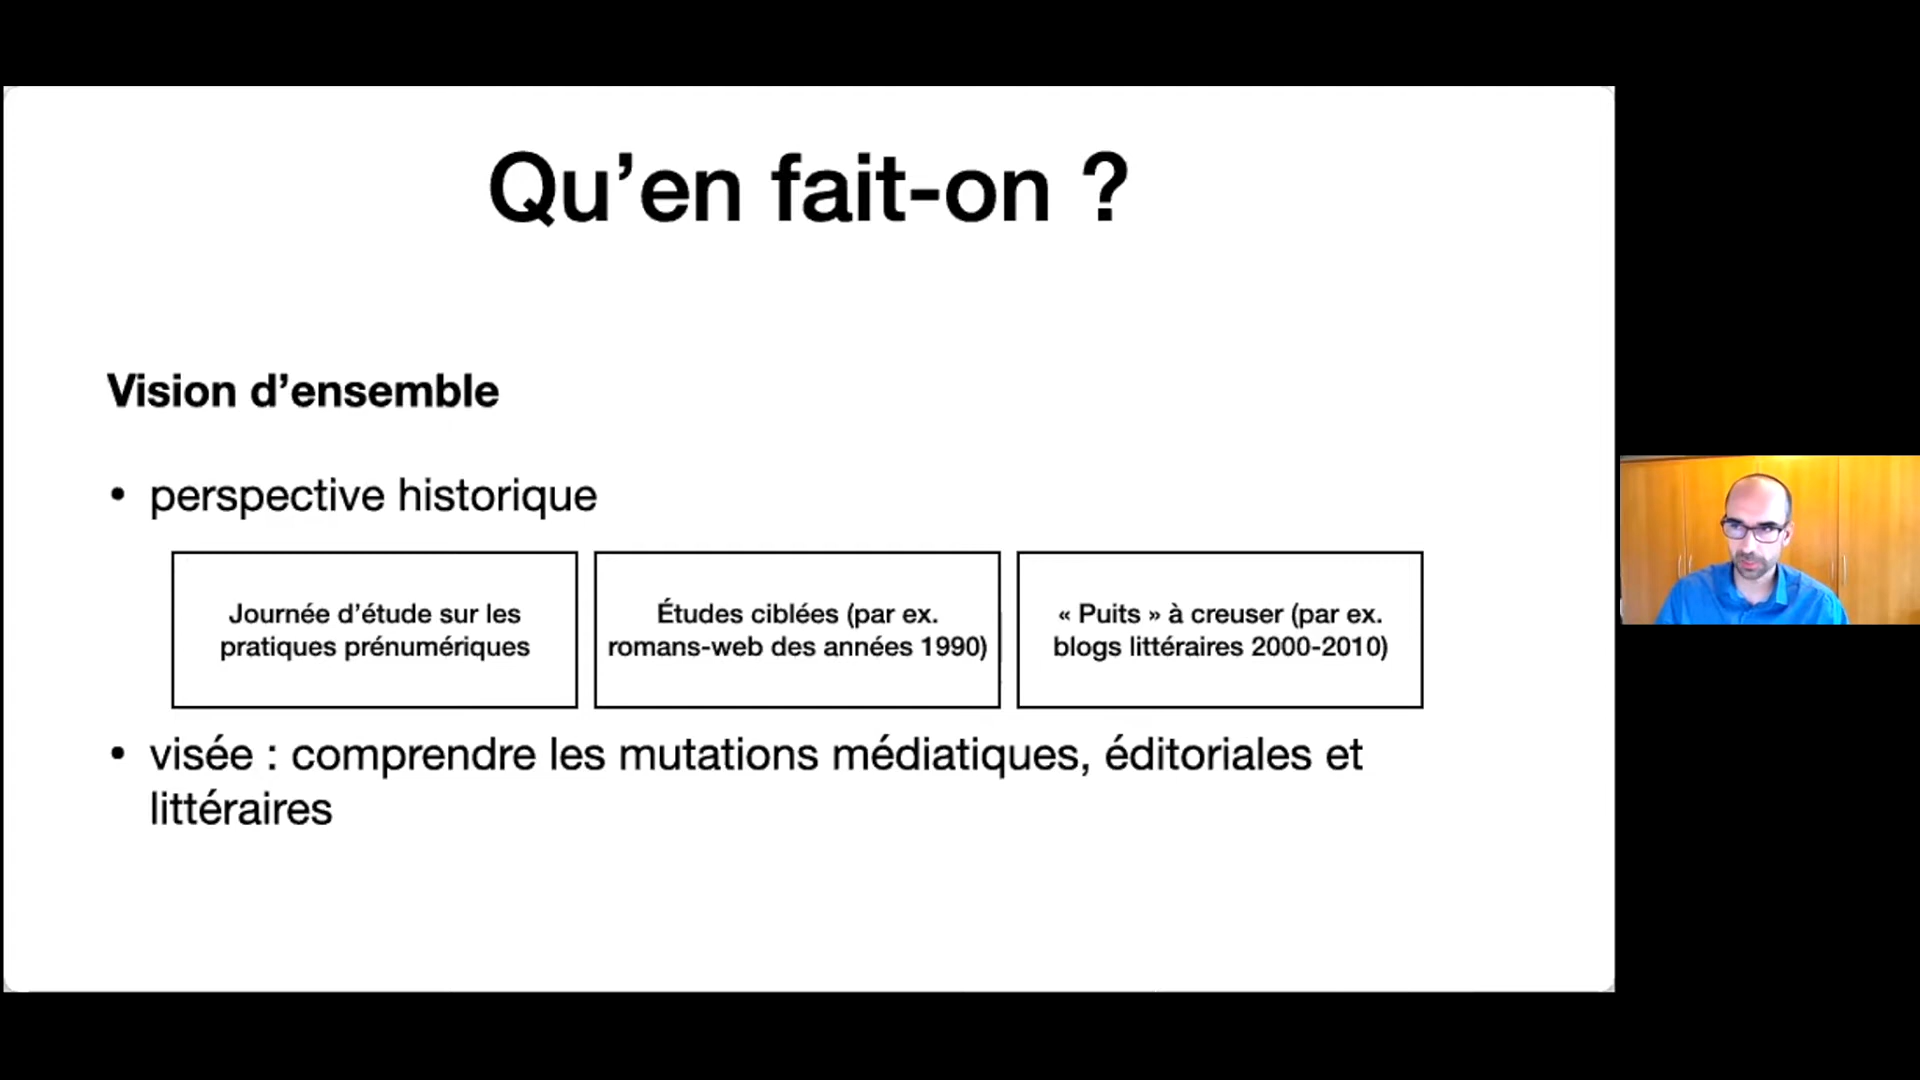 Qu’en fait-on ?
Vision d’ensemble
• perspective historique
Journée d’étude sur les
pratiques prénumériques
Études ciblées (par ex.
romans-web des années 1990)
« Puits » à creuser (par ex.
blogs littéraires 2000-2010)
• visée : comprendre les mutations médiatiques, éditoriales et
littéraires